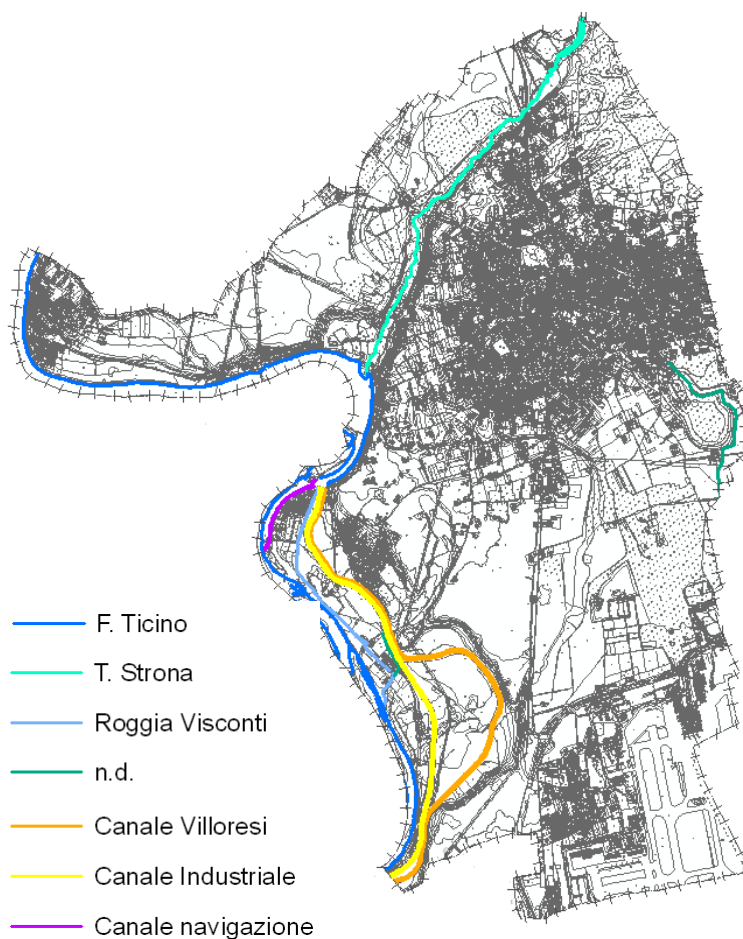 F. Ticino
T. Strona
Roggia Visconti
n.d.
Canale Villoresi
Canale Industriale
Canale navigazione